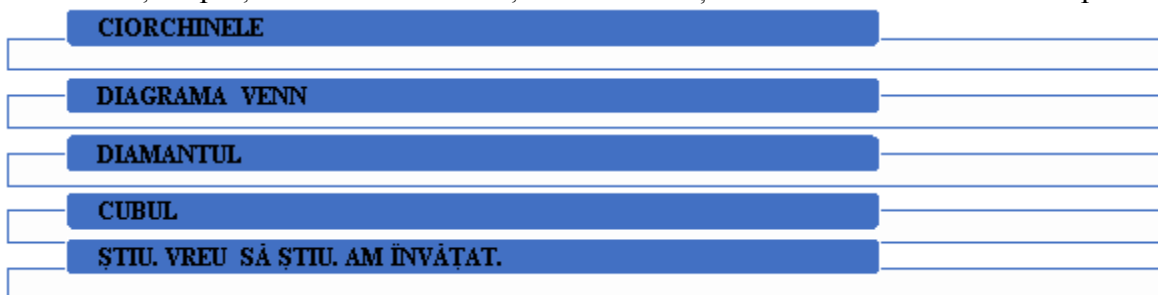 CIORCHINELE
DIAGRAMA VENN
DIAMANTUL
CUBUL
ȘTIU. VREU SĂ ȘTIU. AM ÎNVĂȚAT.